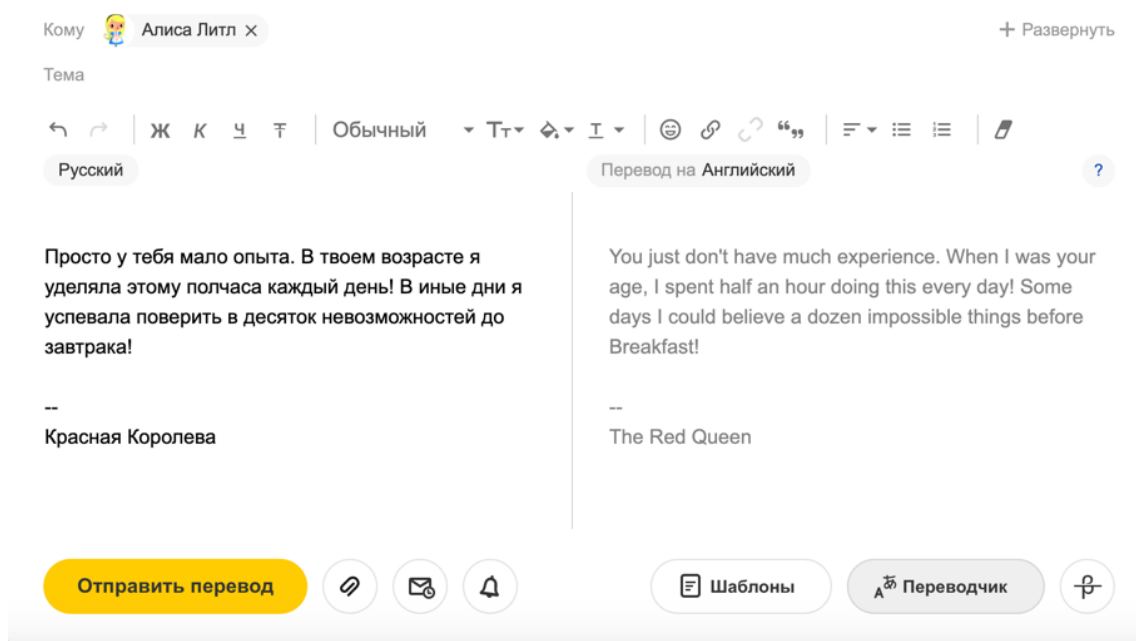 Кому Алиса Литл × + Развернуть
Тема
Ж К Ч Т Обычный Тт Т “„
Русский Перевод на Английский ?
Просто у тебя мало опыта. В твоем возрасте я
уделяла этому полчаса каждый день! В иные дни я
успевала поверить в десяток невозможностей до
завтрака!
--
Красная Королева
You just don't have much experience. When I was your
age, I spent half an hour doing this every day! Some
days I could believe a dozen impossible things before
Breakfast!
--
The Red Queen
Отправить перевод Шаблоны Aあ Переводчик